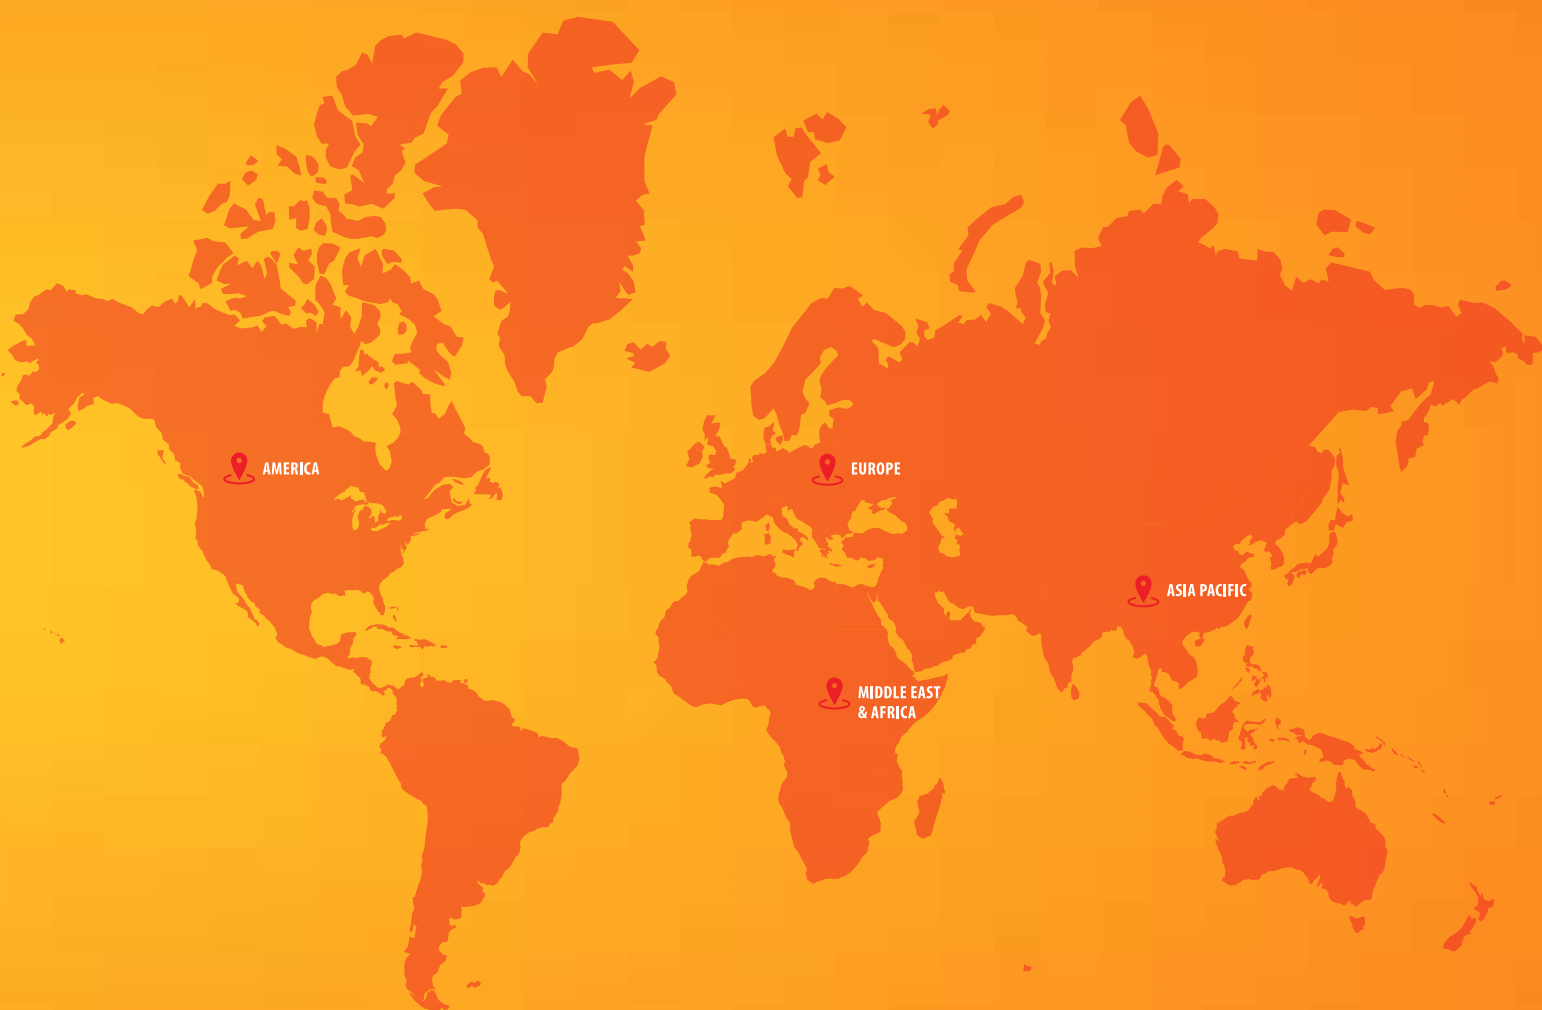 AMERICA
EUROPE
ASIA PACIFIC
MIDDLE EAST
& AFRICA